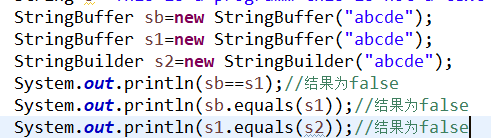 StringBuffer sb=new StringBuffer("abcde");
StringBuffer s1=new StringBuffer("abcde");
StringBuilder s2=new StringBuilder("abcde");
System.out.println(sb==s1);//结果为false
System.out.println(sb.equals(s1));//结果为false
System.out.println(s1.equals(s2));//结果为false